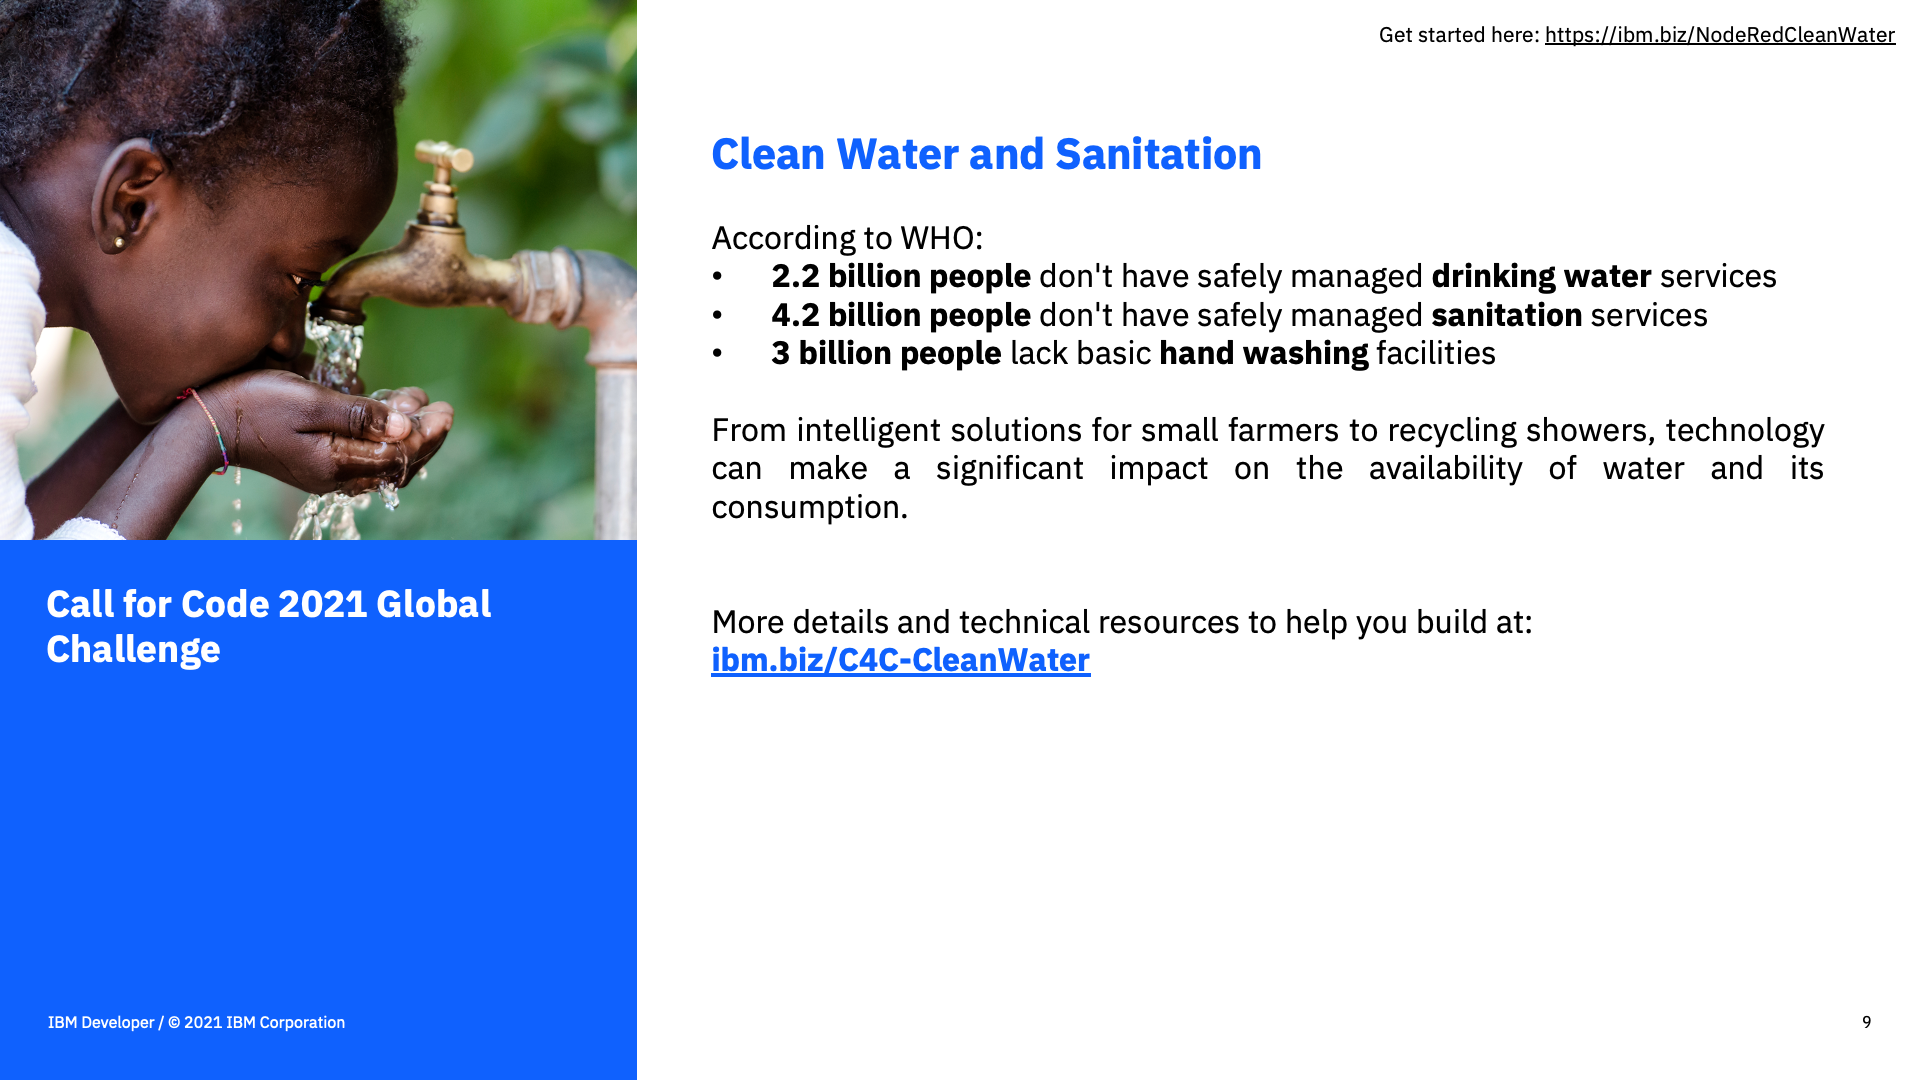 Get started here: https://ibm.biz/NodeRedCleanWater
Clean Water and Sanitation
According to WHO:
• 2.2 billion people don't have safely managed drinking water services
• 4.2 billion people don't have safely managed sanitation services
• 3 billion people lack basic hand washing facilities
From intelligent solutions for small farmers to recycling showers, technology
can make a significant impact on the availability of water and its
consumption.
More details and technical resources to help you build at:
ibm.biz/C4C-CleanWater
Call for Code 2021 Global
Challenge
IBM Developer / © 2021 IBM Corporation
9